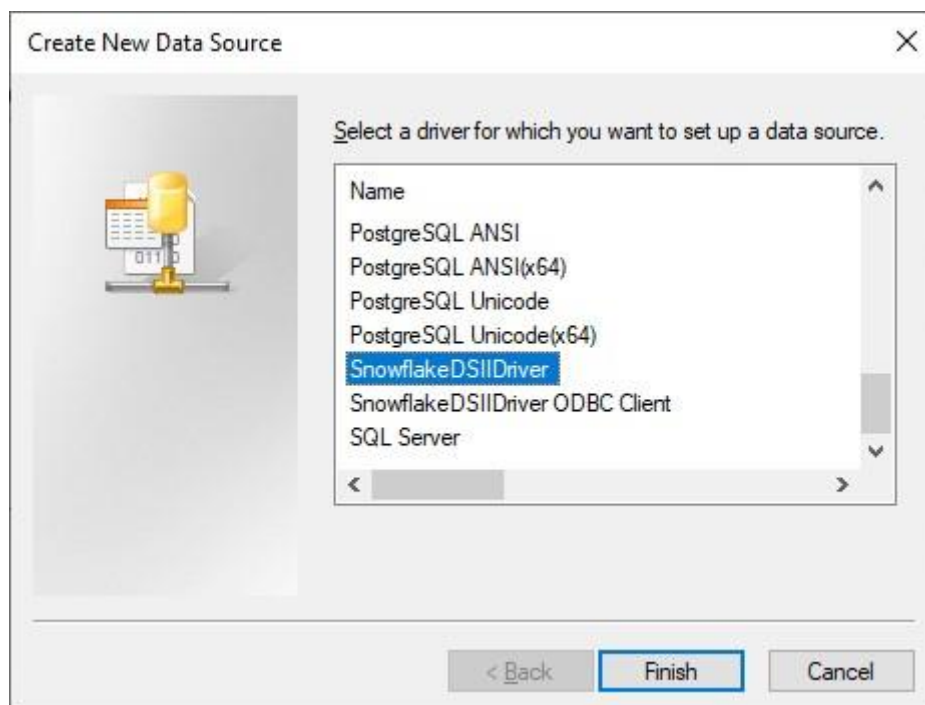 Create New Data Source
Select a driver for which you want to set up a data source.
Name
PostgreSQL ANSI
PostgreSQL ANSI(x64)
PostgreSQL Unicode
PostgreSQL Unicode(x64)
SnowflakeDSIIDriver
SnowflakeDSIIDriver ODBC Client
SQL Server
< Back
Finish
Cancel